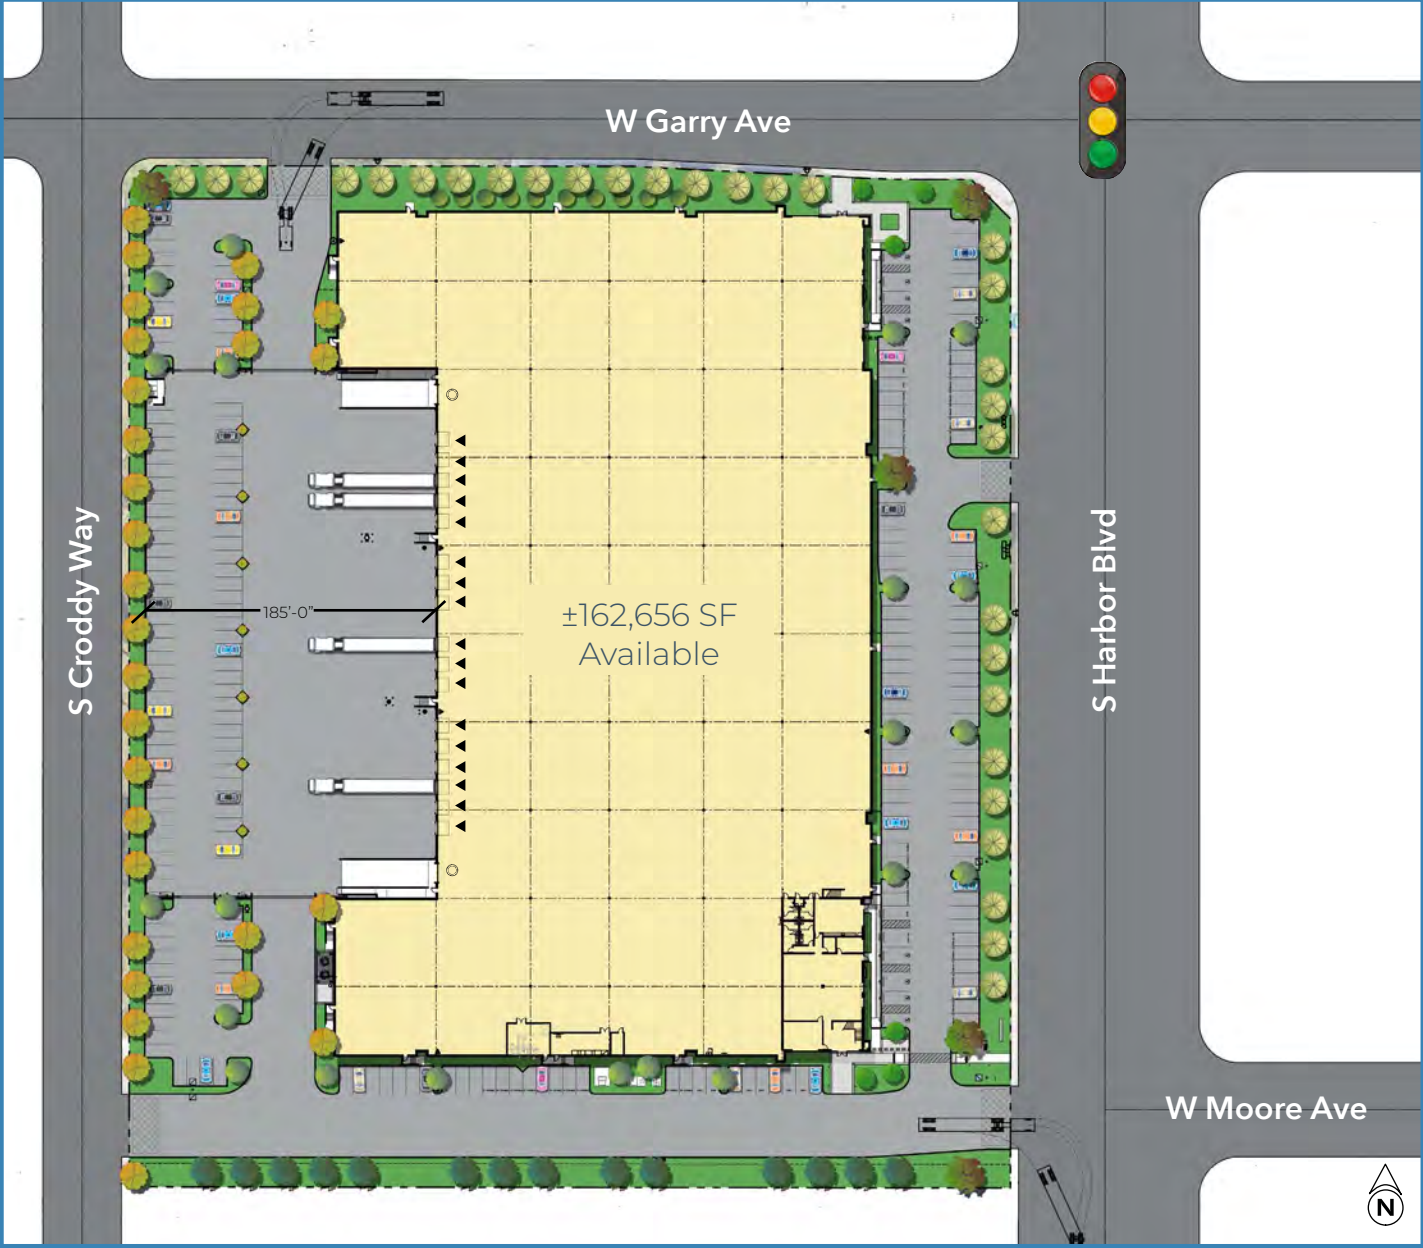 W Garry Ave
S Croddy Way
185'-0"
±162,656 SF
Available
S Harbor Blvd
W Moore Ave
N